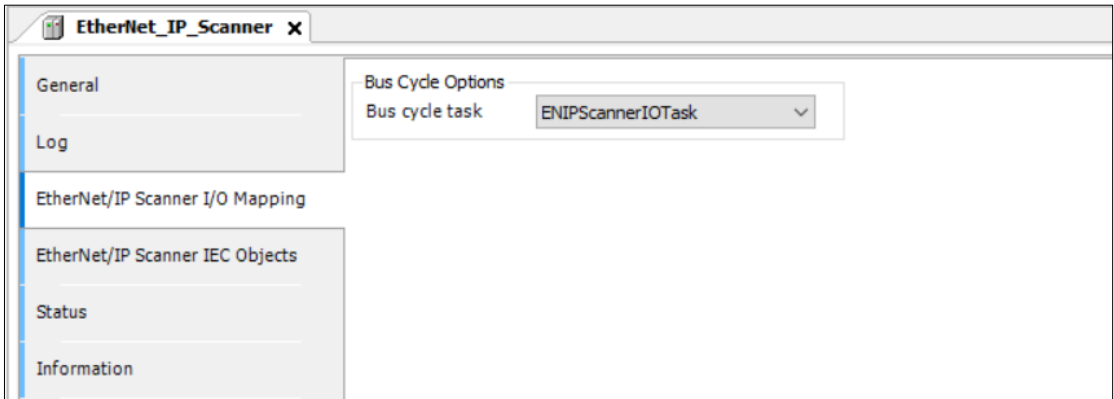 EtherNet_IP_Scanner X
General
Log
EtherNet/IP Scanner I/O Mapping
EtherNet/IP Scanner IEC Objects
Status
Information
Bus Cycle Options
Bus cycle task ENIPScannerIOTask